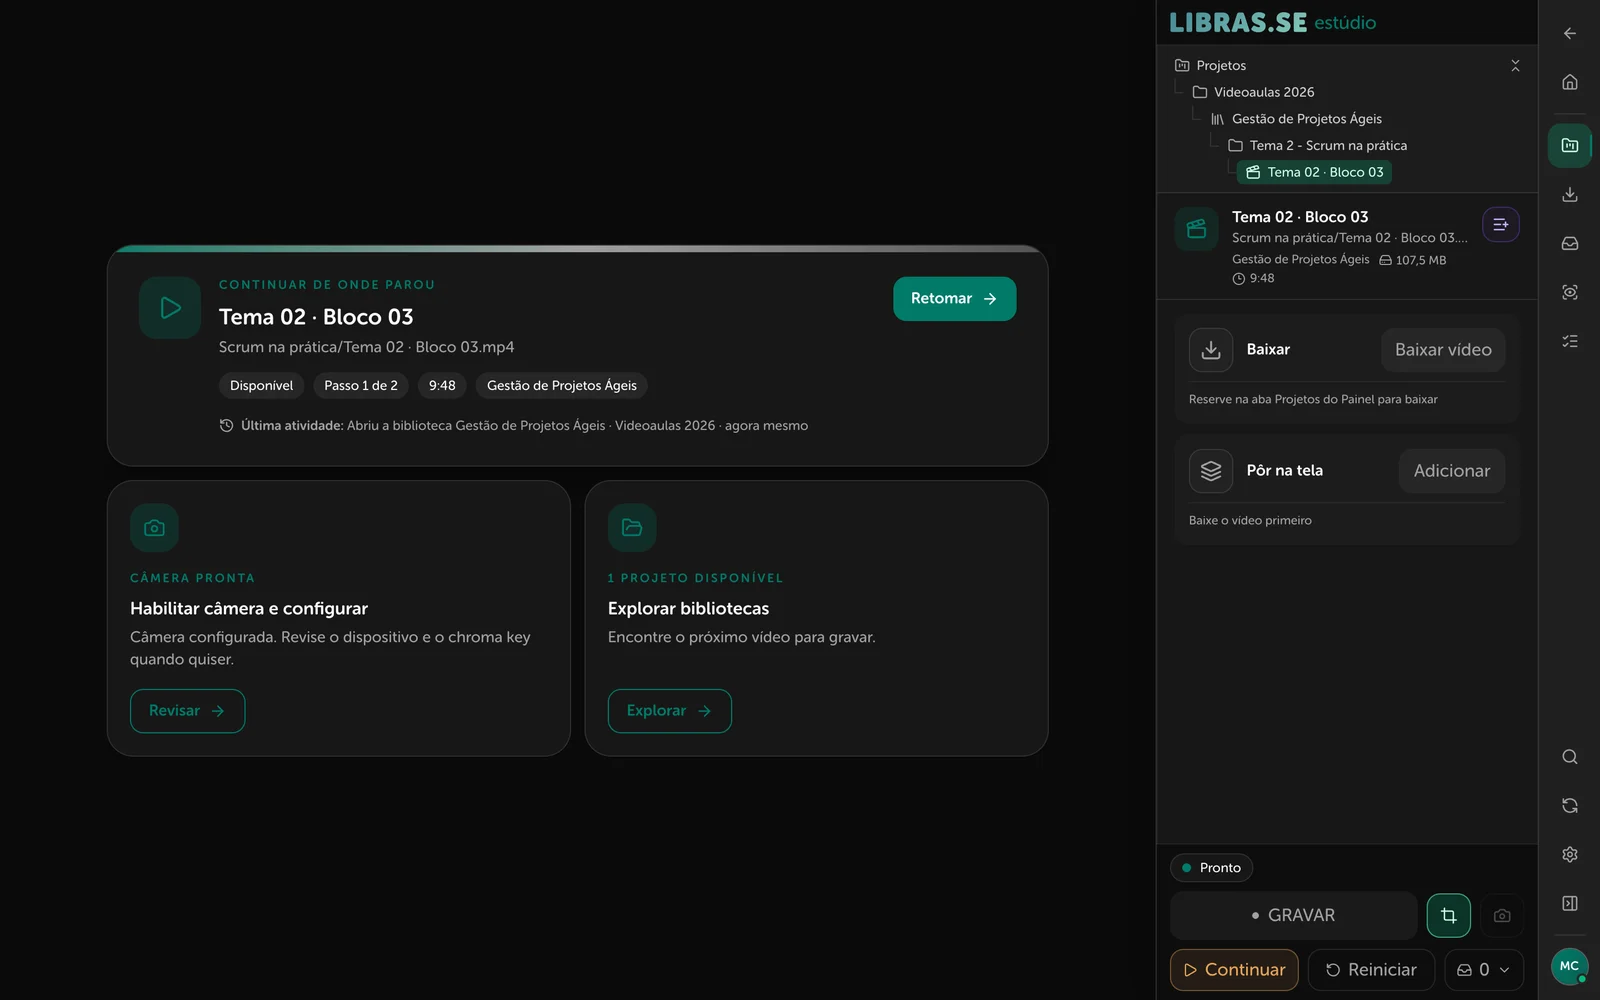 CONTINUAR DE ONDE PAROU
Tema 02 · Bloco 03
Scrum na prática/Tema 02 · Bloco 03.mp4
Disponível
Passo 1 de 2
9:48
Gestão de Projetos Ágeis
Última atividade: Abriu a biblioteca Gestão de Projetos Ágeis · Videoaulas 2026 · agora mesmo
Retomar
CÂMERA PRONTA
Habilitar câmera e configurar
Câmera configurada. Revise o dispositivo e o chroma key
quando quiser.
Revisar
1 PROJETO DISPONÍVEL
Explorar bibliotecas
Encontre o próximo vídeo para gravar.
Explorar
LIBRAS.SE estúdio
Projetos
Videoaulas 2026
Gestão de Projetos Ágeis
Tema 2 - Scrum na prática
Tema 02 · Bloco 03
Tema 02 · Bloco 03
Scrum na prática/Tema 02 · Bloco 03....
Gestão de Projetos Ágeis
107,5 MB
9:48
Baixar
Baixar vídeo
Reserve na aba Projetos do Painel para baixar
Pôr na tela
Adicionar
Baixe o vídeo primeiro
Pronto
GRAVAR
Continuar
Reiniciar
0
MC